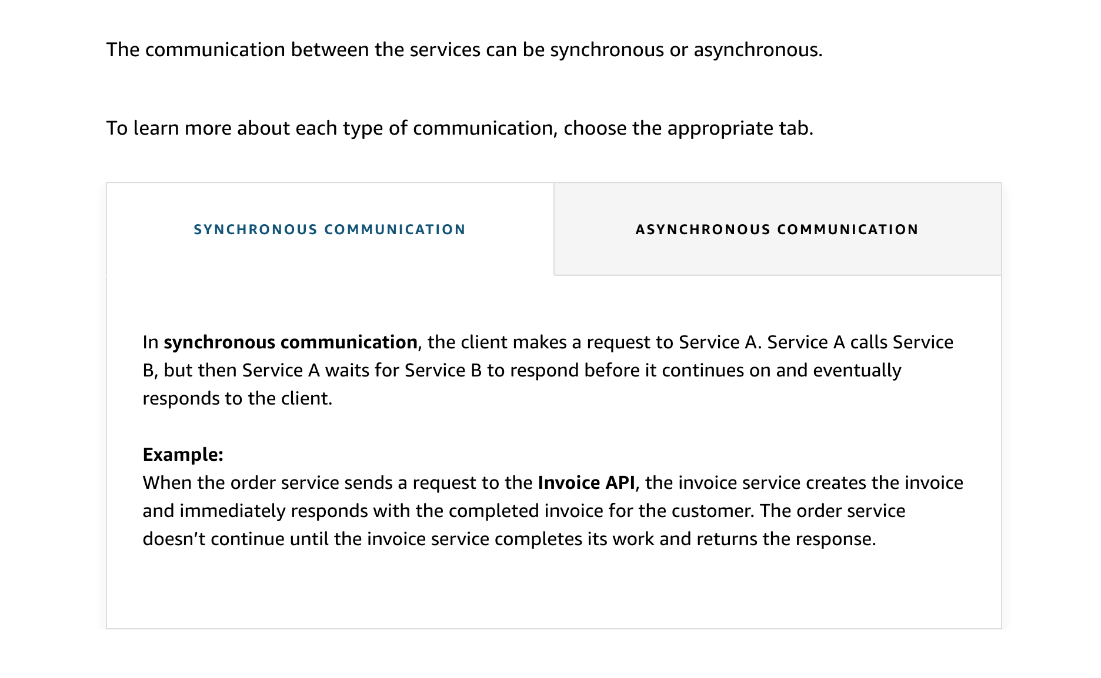 The communication between the services can be synchronous or asynchronous.
To learn more about each type of communication, choose the appropriate tab.
SYNCHRONOUS COMMUNICATION
ASYNCHRONOUS COMMUNICATION
In synchronous communication, the client makes a request to Service A. Service A calls Service
B, but then Service A waits for Service B to respond before it continues on and eventually
responds to the client.
Example:
When the order service sends a request to the Invoice API, the invoice service creates the invoice
and immediately responds with the completed invoice for the customer. The order service
doesn’t continue until the invoice service completes its work and returns the response.